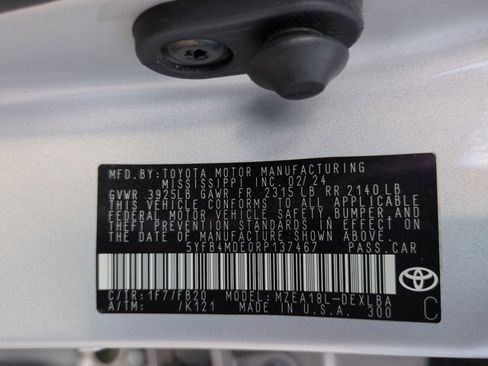 MFD.BY: TOYOTA MOTOR MANUFACTURING
MISSISSIPPI INC. 02/24
GVWR 3925LB GAWR FR 2315 LB RR 2140 LB
THIS VEHICLE CONFORMS TO ALL APPLICABLE
FEDERAL MOTOR VEHICLE SAFETY, BUMPER, AND
THEFT PREVENTION STANDARDS IN EFFECT ON
THE DATE OF MANUFACTURE SHOWN ABOVE.
5YFB4MDE0RP137467 PASS.CAR
C/TR: 1F7/FB20 MODEL: MZEA18L-DEXLBA
A/TM: /K121 MADE IN U.S.A. 300
C